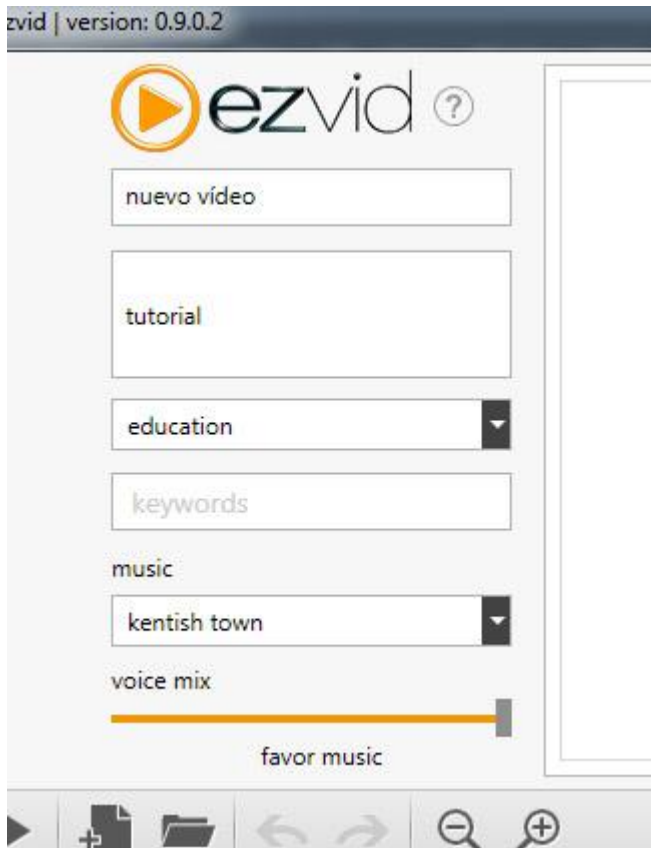 zvid | version: 0.9.0.2
ezvid ?
nuevo vídeo
tutorial
education
keywords
music
kentish town
voice mix
favor music